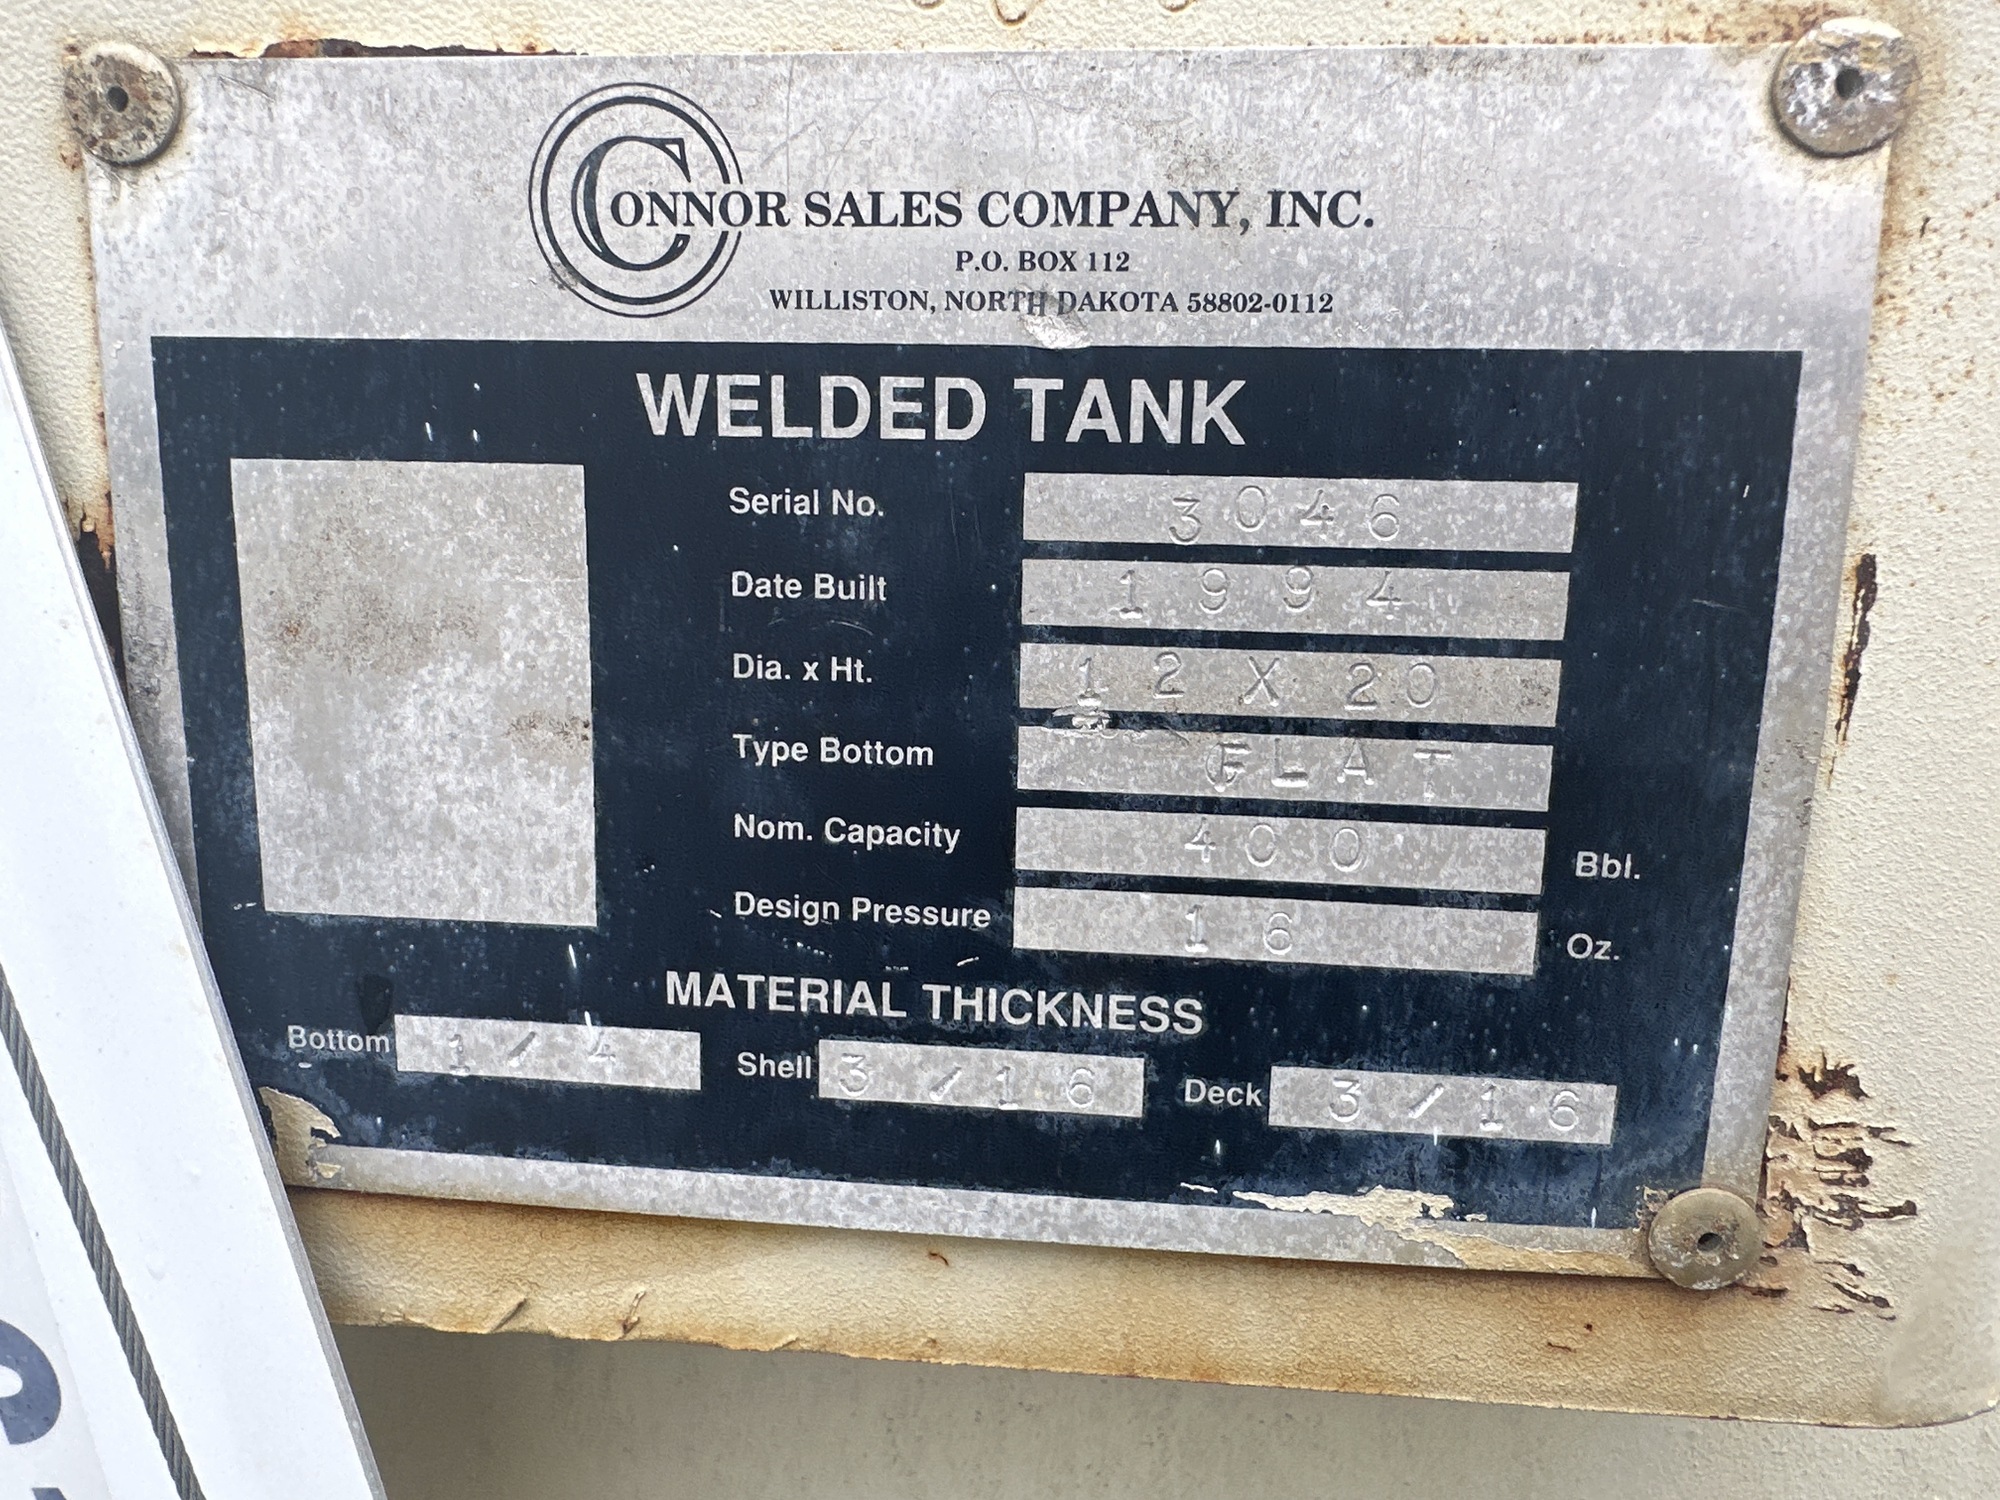 CONNOR SALES COMPANY, INC.
P.O. BOX 112
WILLISTON, NORTH DAKOTA 58802-0112
WELDED TANK
Serial No. 3046
Date Built 1994
Dia. x Ht. 12 X 20
Type Bottom FLAT
Nom. Capacity 400 Bbl.
Design Pressure 16 Oz.
MATERIAL THICKNESS
Bottom 1/4 Shell 3/16 Deck 3/16